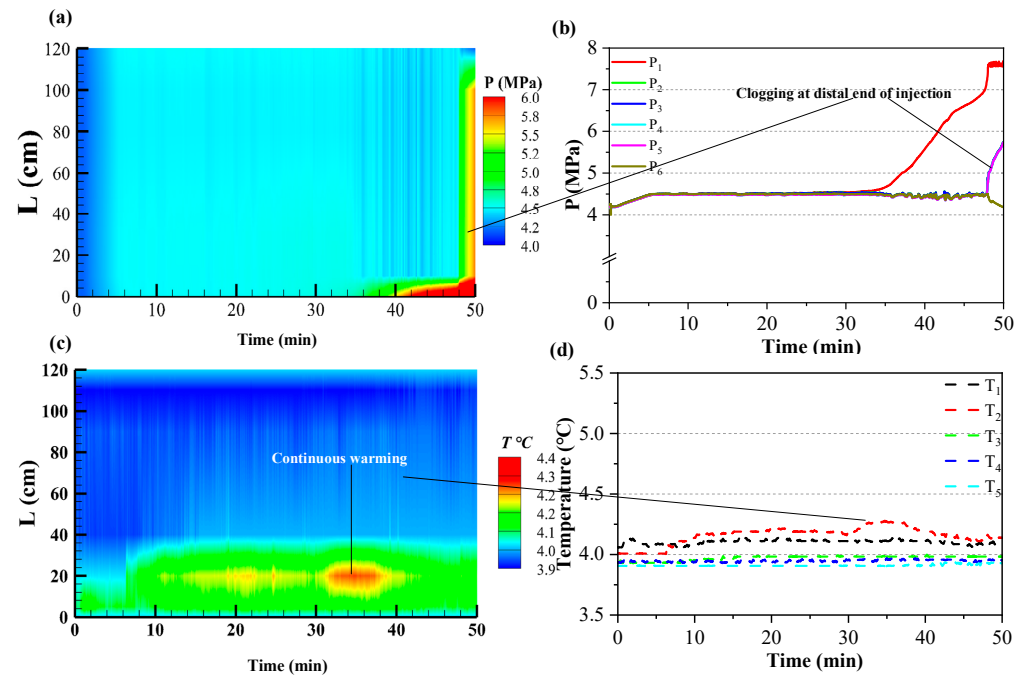 (a)
120
100
80
60
40
20
0
L (cm)
0 10 20 30 40 50
Time (min)
P (MPa)
6.0
5.8
5.5
5.2
5.0
4.8
4.5
4.2
4.0
(b)
8
7
6
5
4
0
P (MPa)
P1
P2
P3
P4
P5
P6
Clogging at distal end of injection
0 10 20 30 40 50
Time (min)
(c)
120
100
80
60
40
20
0
L (cm)
Continuous warming
0 10 20 30 40 50
Time (min)
T °C
4.4
4.3
4.2
4.2
4.1
4.0
3.9
(d)
5.5
5.0
4.5
4.0
3.5
Temperature (°C)
T1
T2
T3
T4
T5
0 10 20 30 40 50
Time (min)